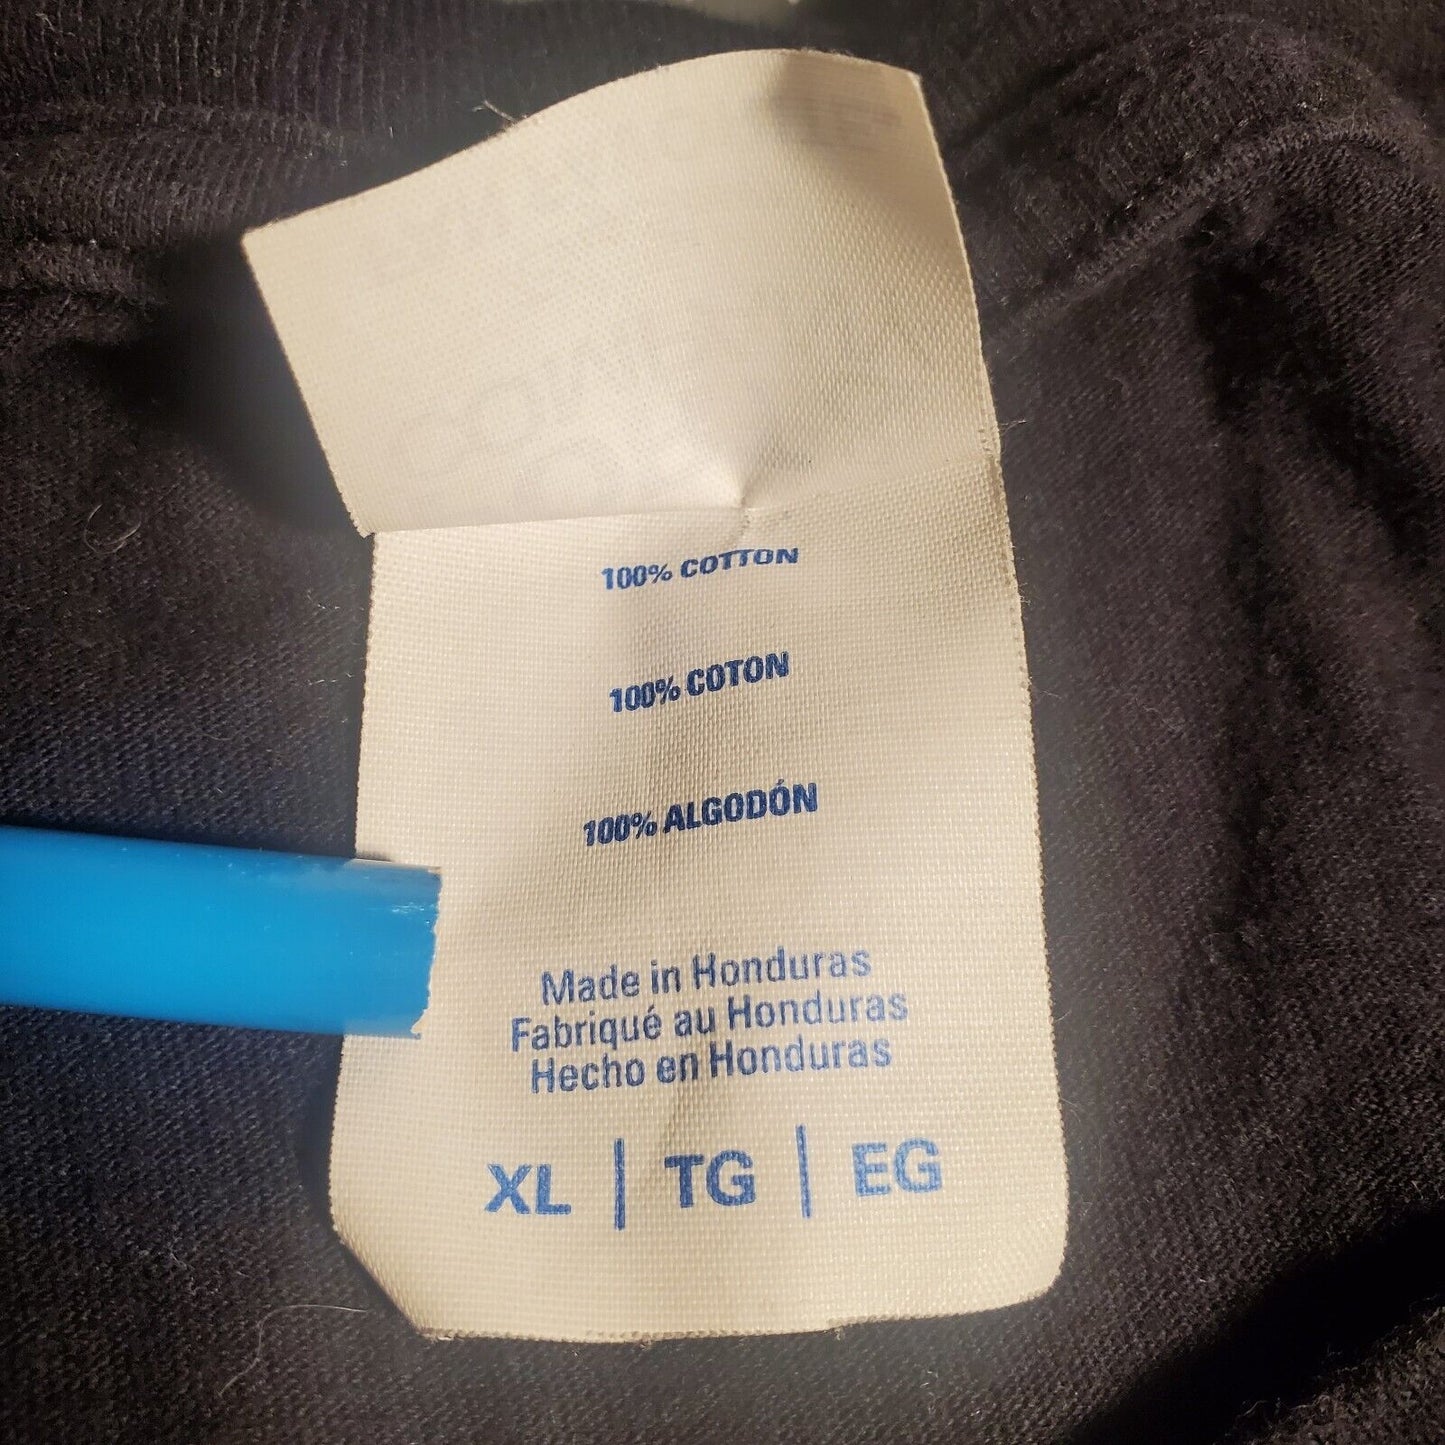 100% COTTON
100% COTON
100% ALGODÓN
Made in Honduras
Fabriqué au Honduras
Hecho en Honduras
XL | TG | EG